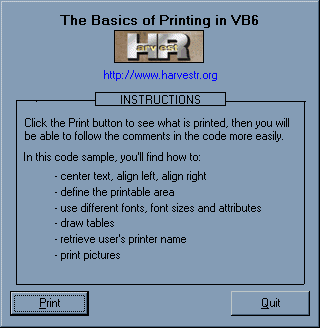 The Basics of Printing in VB6
HR
arvest
http://www.harvestr.org
INSTRUCTIONS
Click the Print button to see what is printed, then you will
be able to follow the comments in the code more easily.
In this code sample, you'll find how to:
- center text, align left, align right
- define the printable area
- use different fonts, font sizes and attributes
- draw tables
- retrieve user's printer name
- print pictures
Print Quit